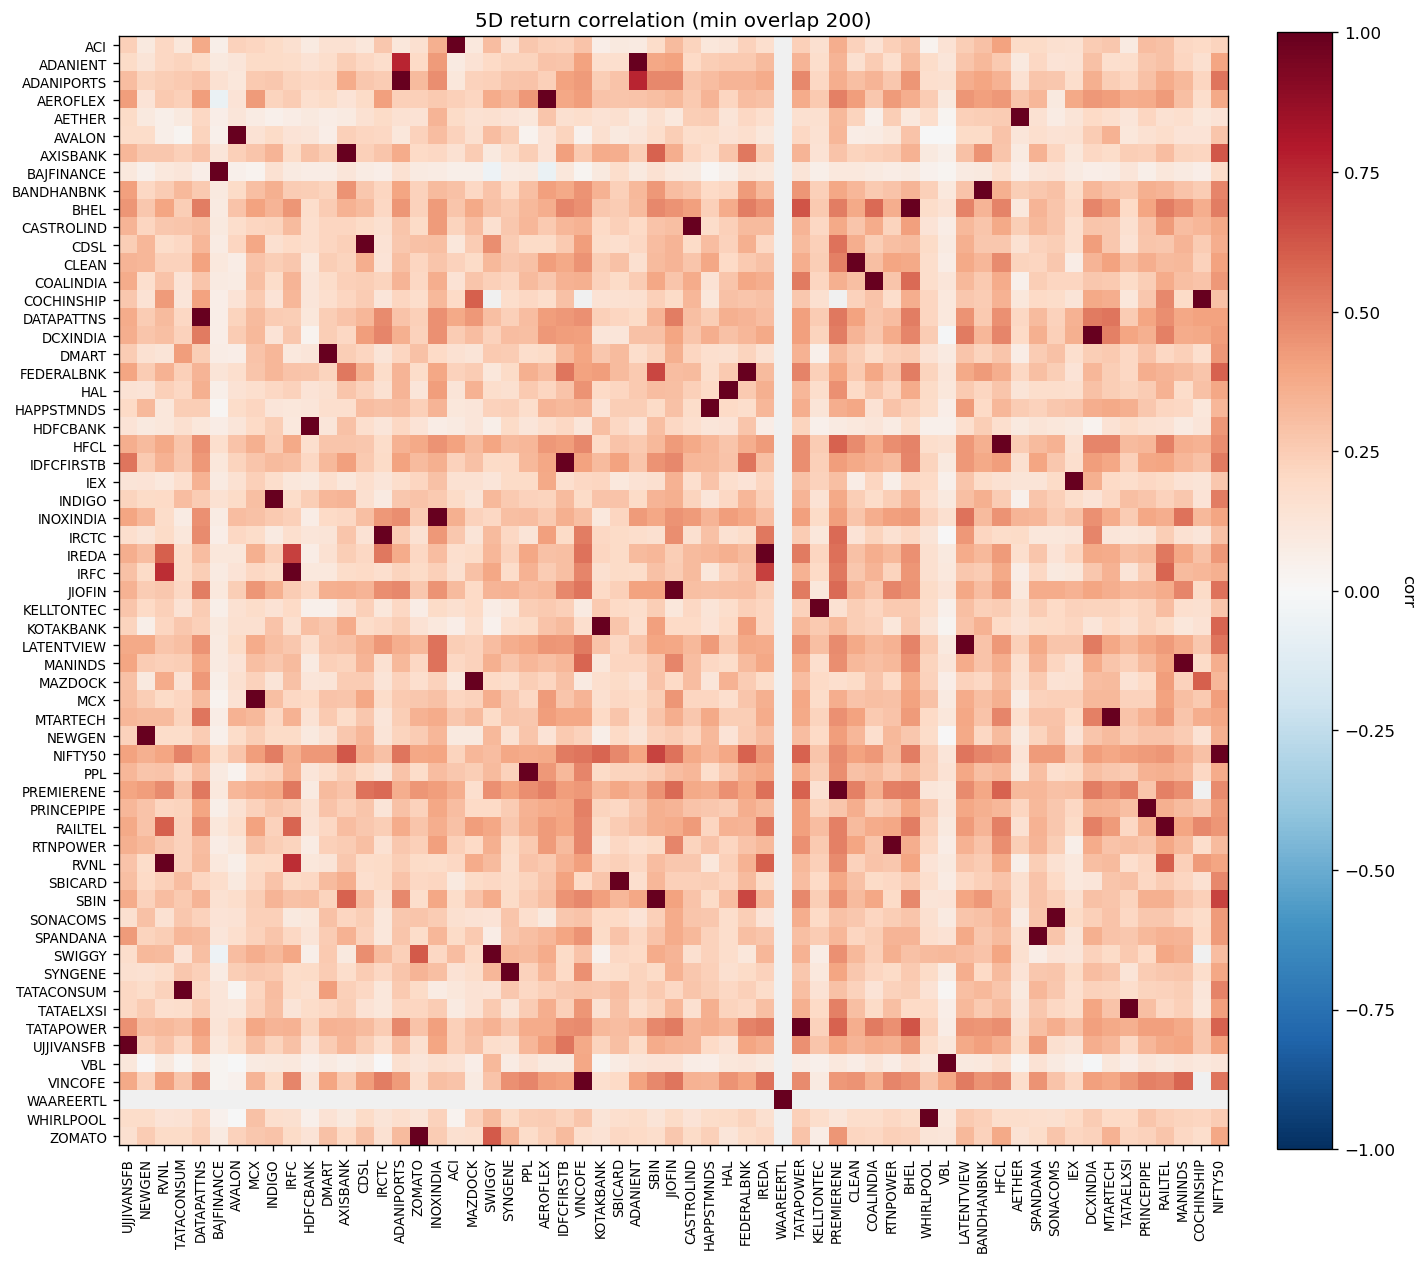 5D return correlation (min overlap 200)
ACI
ADANIENT
ADANIPORTS
AEROFLEX
AETHER
AVALON
AXISBANK
BAJFINANCE
BANDHANBNK
BHEL
CASTROLIND
CDSL
CLEAN
COALINDIA
COCHINSHIP
DATAPATTNS
DCXINDIA
DMART
FEDERALBNK
HAL
HAPPSTMNDS
HDFCBANK
HFCL
IDFCFIRSTB
IEX
INDIGO
INOXINDIA
IRCTC
IREDA
IRFC
JIOFIN
KELLTONTEC
KOTAKBANK
LATENTVIEW
MANINDS
MAZDOCK
MCX
MTARTECH
NEWGEN
NIFTY50
PPL
PREMIERENE
PRINCEPIPE
RAILTEL
RTNPOWER
RVNL
SBICARD
SBIN
SONACOMS
SPANDANA
SWIGGY
SYNGENE
TATACONSUM
TATAELXSI
TATAPOWER
UJJIVANSFB
VBL
VINCOFE
WAAREERTL
WHIRLPOOL
ZOMATO
UJJIVANSFB
NEWGEN
RVNL
TATACONSUM
DATAPATTNS
BAJFINANCE
AVALON
MCX
INDIGO
IRFC
HDFCBANK
DMART
AXISBANK
CDSL
IRCTC
ADANIPORTS
ZOMATO
INOXINDIA
ACI
MAZDOCK
SWIGGY
SYNGENE
PPL
AEROFLEX
IDFCFIRSTB
VINCOFE
KOTAKBANK
SBICARD
ADANIENT
SBIN
JIOFIN
CASTROLIND
HAPPSTMNDS
HAL
FEDERALBNK
IREDA
WAAREERTL
TATAPOWER
KELLTONTEC
PREMIERENE
CLEAN
COALINDIA
RTNPOWER
BHEL
WHIRLPOOL
VBL
LATENTVIEW
BANDHANBNK
HFCL
AETHER
SPANDANA
SONACOMS
IEX
DCXINDIA
MTARTECH
TATAELXSI
PRINCEPIPE
RAILTEL
MANINDS
COCHINSHIP
NIFTY50
1.00
0.75
0.50
0.25
0.00
−0.25
−0.50
−0.75
−1.00
corr